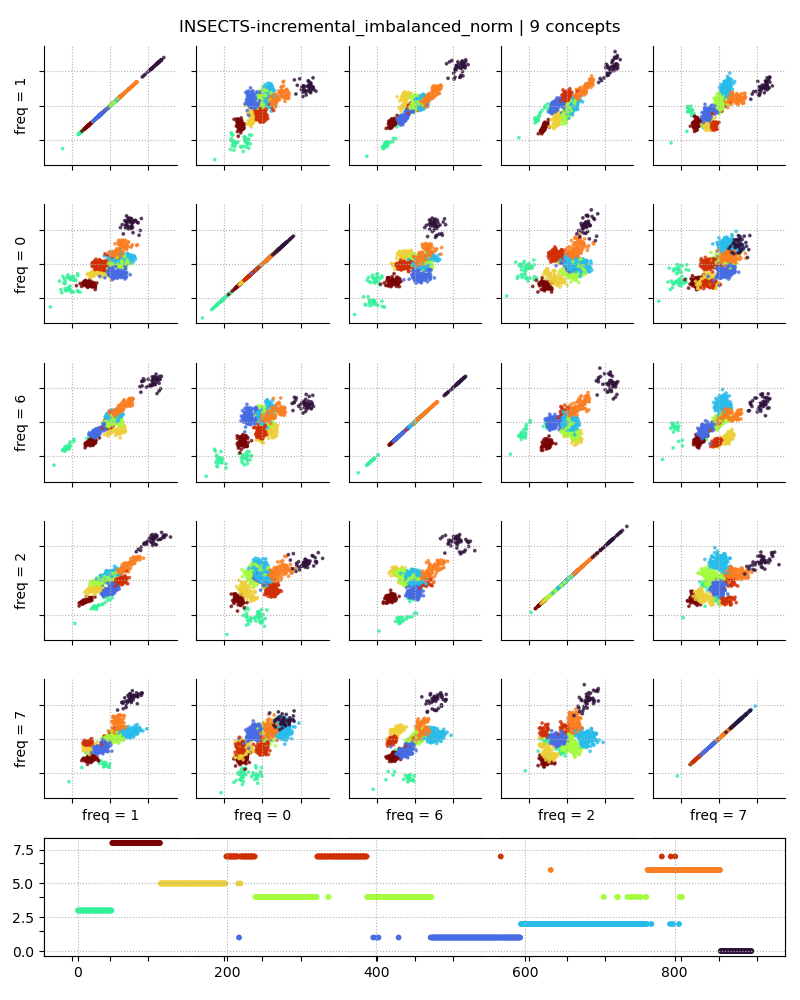 INSECTS-incremental_imbalanced_norm | 9 concepts
freq = 1
freq = 0
freq = 6
freq = 2
freq = 7
freq = 1 freq = 0 freq = 6 freq = 2 freq = 7
7.5
5.0
2.5
0.0
0 200 400 600 800